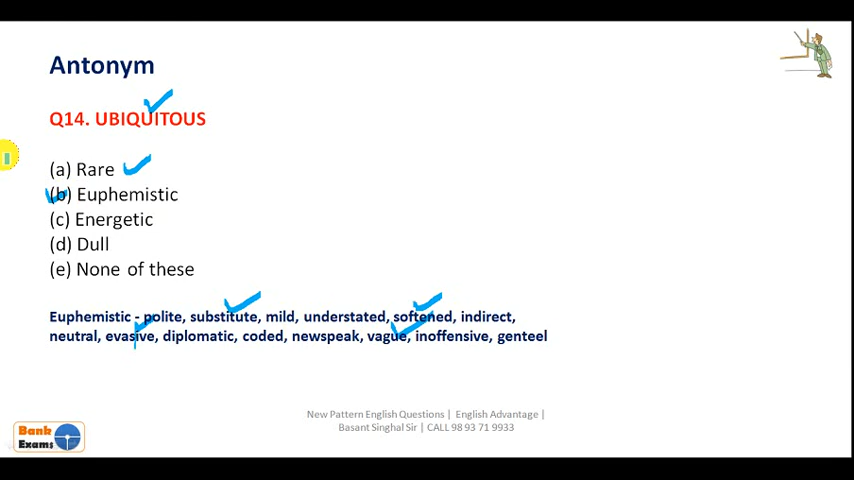 Antonym
Q14. UBIQUITOUS
(a) Rare
(b) Euphemistic
(c) Energetic
(d) Dull
(e) None of these
Euphemistic - polite, substitute, mild, understated, softened, indirect,
neutral, evasive, diplomatic, coded, newspeak, vague, inoffensive, genteel
New Pattern English Questions | English Advantage |
Basant Singhal Sir | CALL 98 93 71 9933
Bank
Exams